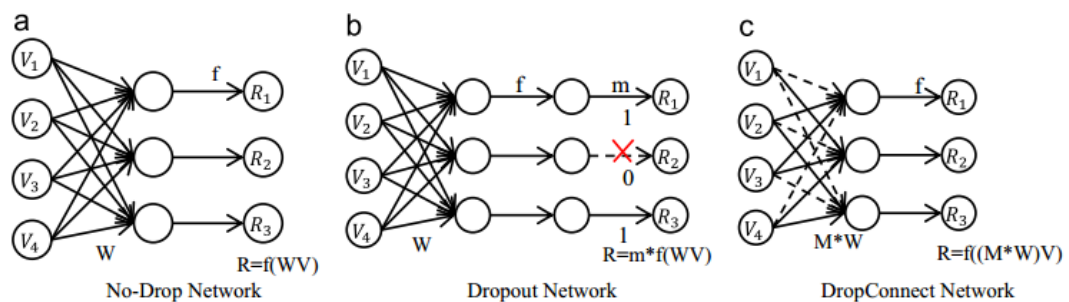 a
V1
V2
V3
V4
W
f
R1
R2
R3
R=f(WV)
No-Drop Network
b
V1
V2
V3
V4
W
f
m
1
0
1
R1
R2
R3
R=m*f(WV)
Dropout Network
c
V1
V2
V3
V4
M*W
f
R1
R2
R3
R=f((M*W)V)
DropConnect Network